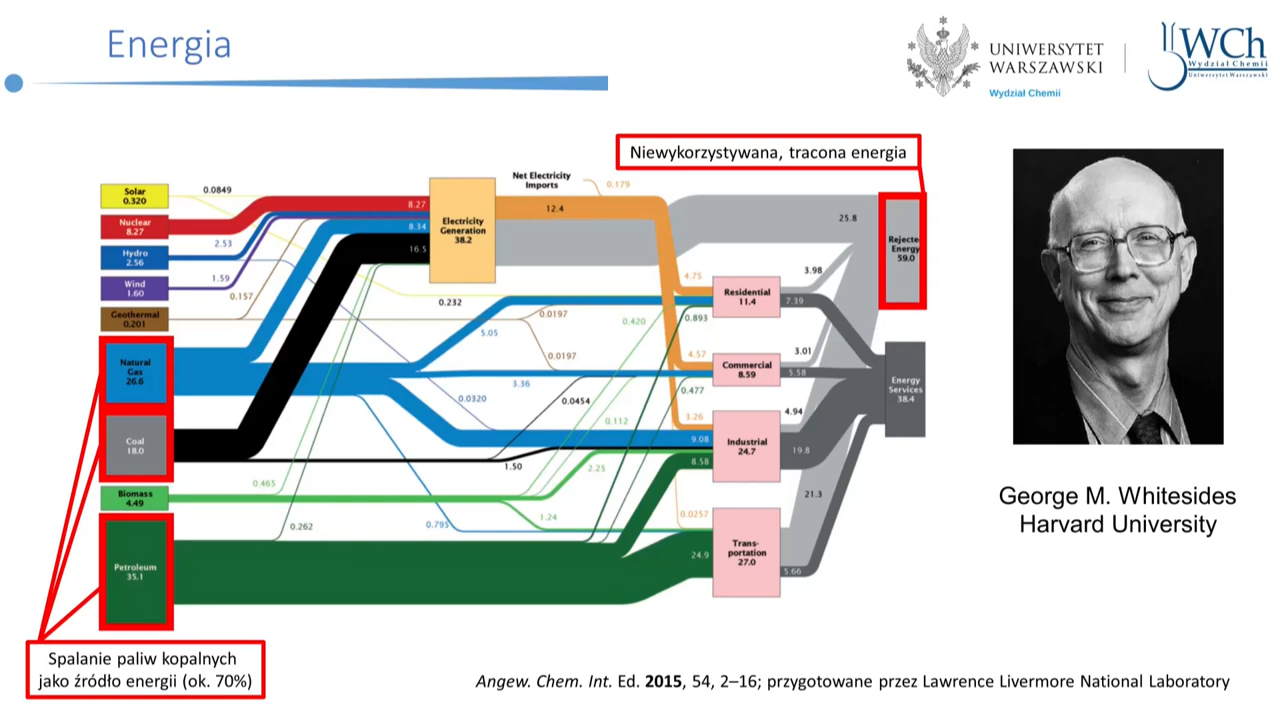 Energia
UNIWERSYTET
WARSZAWSKI
Wydział Chemii
WCh
Wydział Chemii
Uniwersytet Warszawski
Niewykorzystywana, tracona energia
Net Electricity
Imports
0.179
Solar
0.320
0.0849
8.27
12.4
25.8
Nuclear
8.27
Electricity
Generation
38.2
8.34
Rejecte
Energy
59.0
Hydro
2.56
2.53
16.5
Wind
1.60
1.59
0.157
4.75
3.98
Geothermal
0.201
0.232
Residential
11.4
7.39
0.0197
0.420
0.893
5.05
Natural
Gas
26.6
0.0197
4.57
3.01
Commercial
8.59
5.58
3.36
0.0320
0.0454
0.477
Energy
Services
38.4
0.112
3.26
4.94
Coal
18.0
9.08
Industrial
24.7
19.8
1.50
2.25
8.58
Biomass
4.49
0.465
21.3
0.262
0.795
1.24
0.0257
Trans-
portation
27.0
24.9
5.66
Petroleum
35.1
George M. Whitesides
Harvard University
Spalanie paliw kopalnych
jako źródło energii (ok. 70%)
Angew. Chem. Int. Ed. 2015, 54, 2–16; przygotowane przez Lawrence Livermore National Laboratory